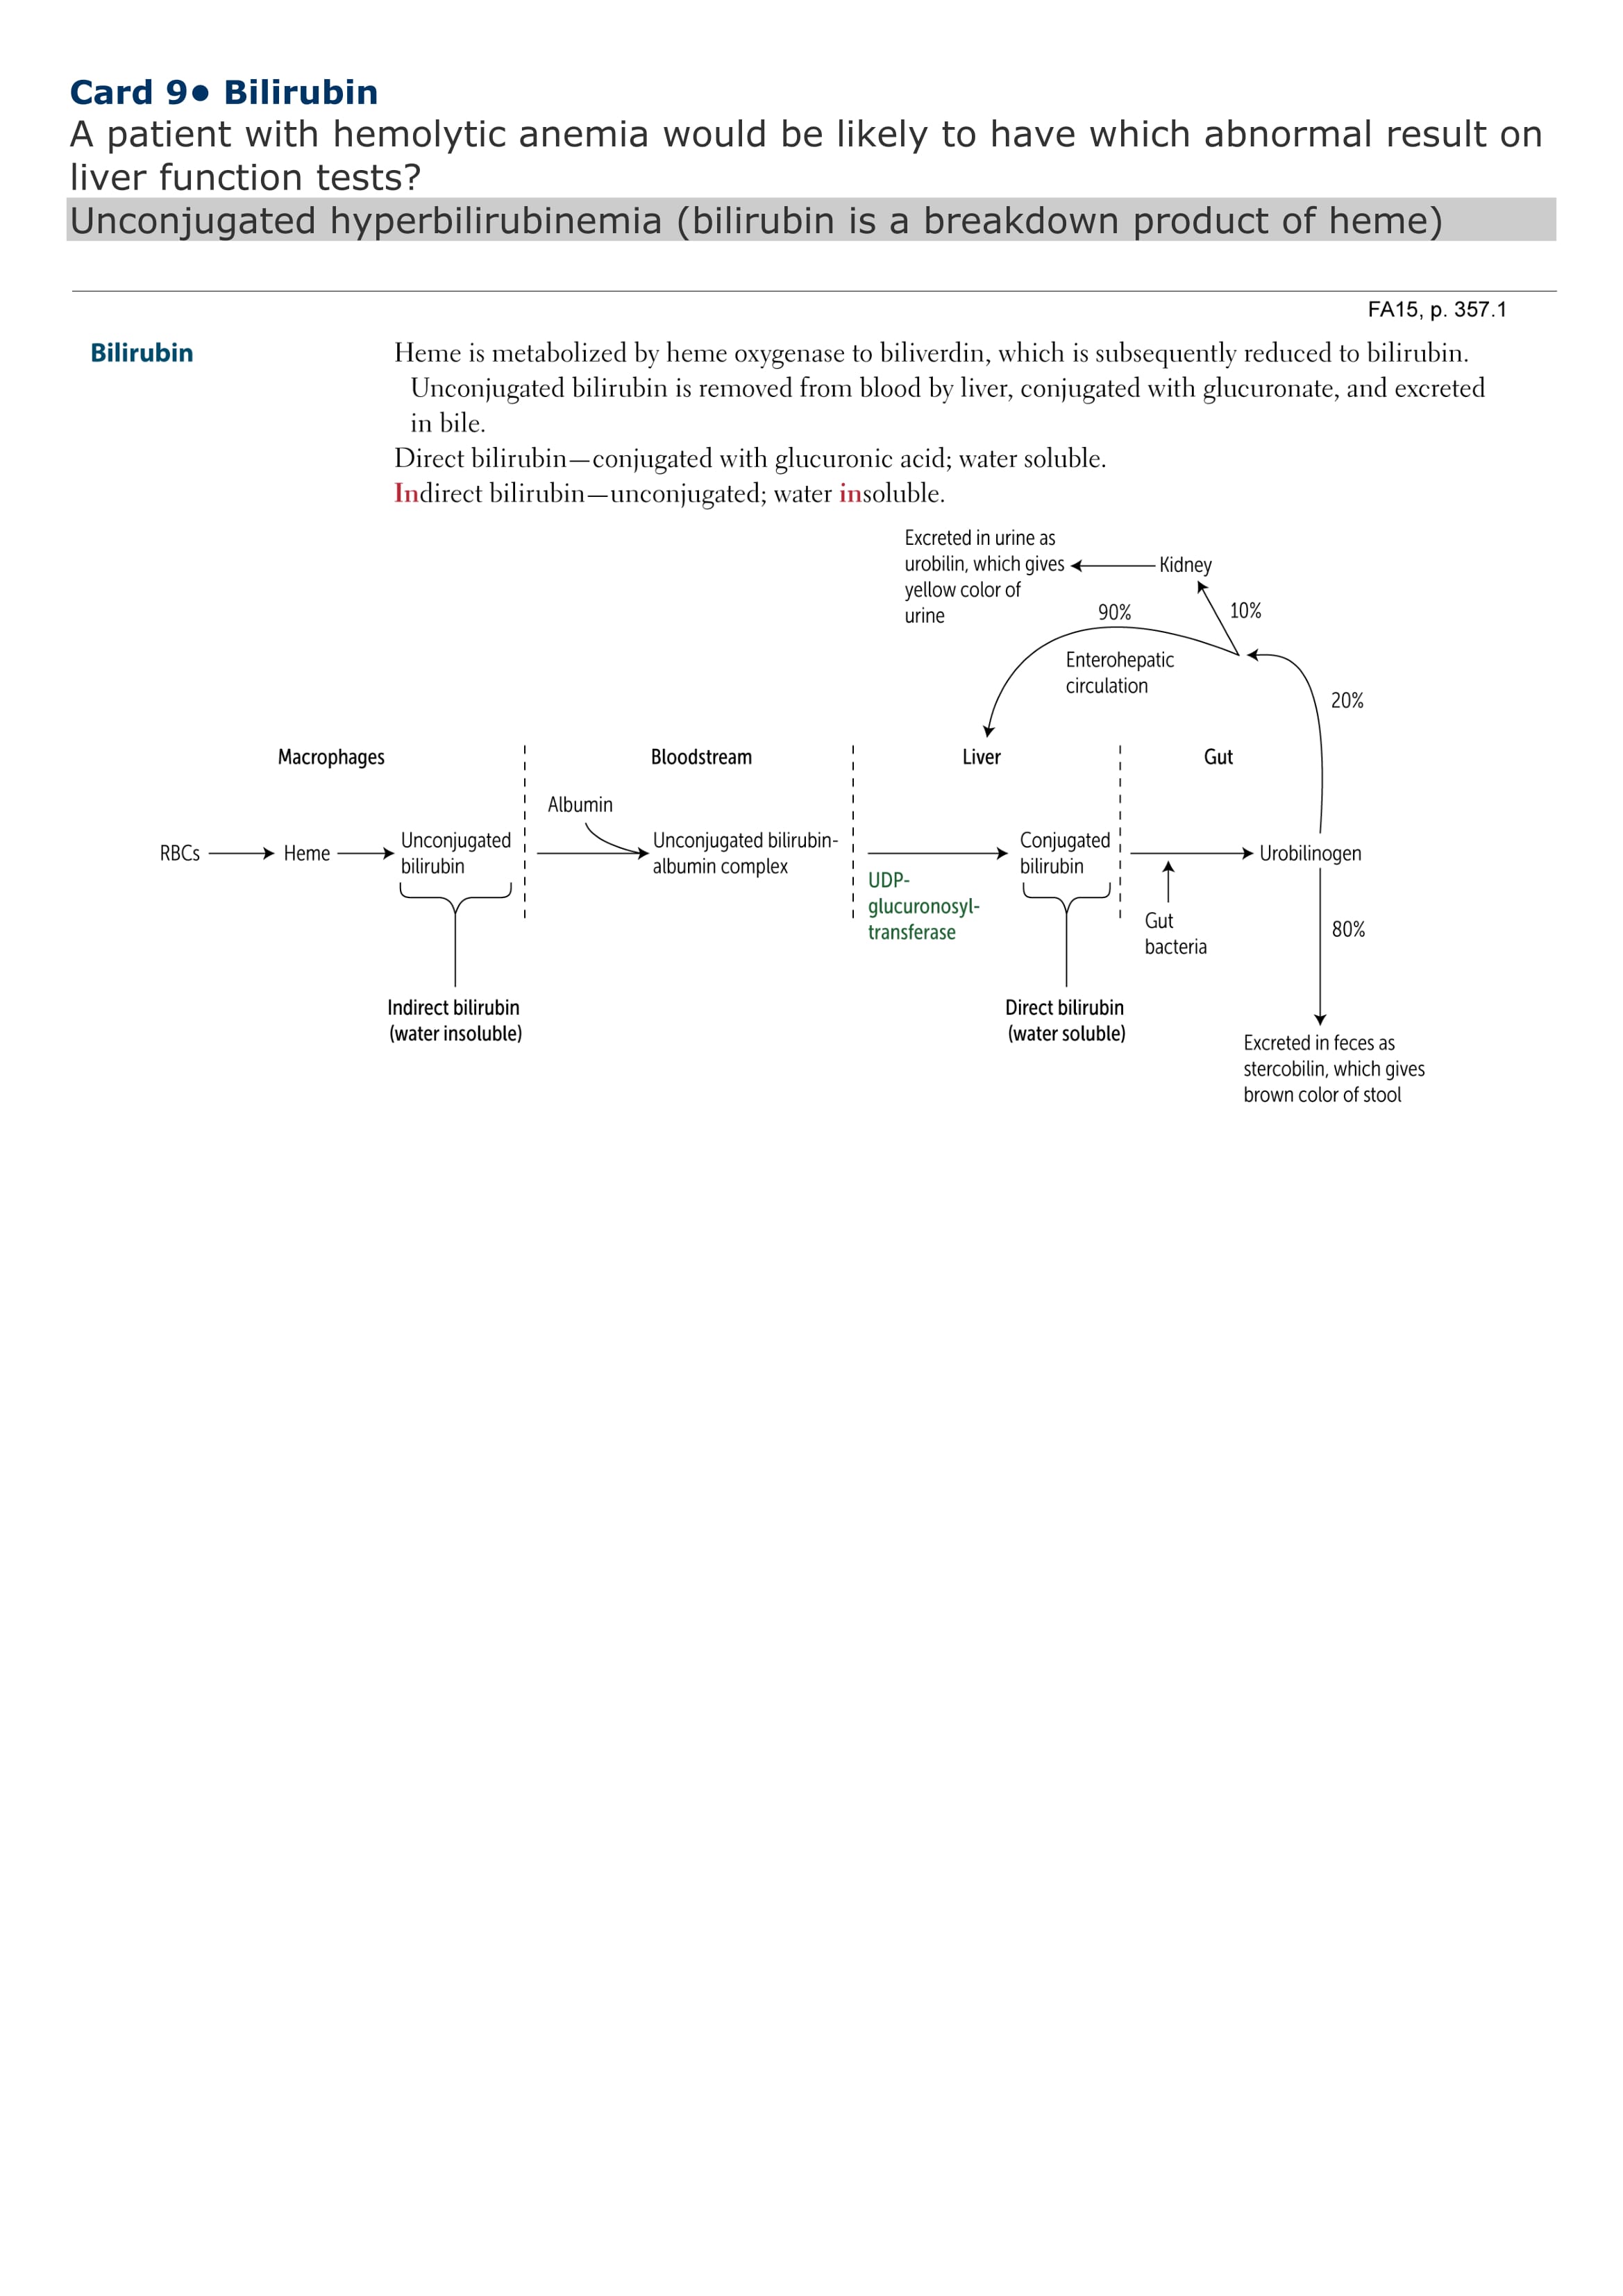 Card 9● Bilirubin
A patient with hemolytic anemia would be likely to have which abnormal result on
liver function tests?
Unconjugated hyperbilirubinemia (bilirubin is a breakdown product of heme)
FA15, p. 357.1
Bilirubin
Heme is metabolized by heme oxygenase to biliverdin, which is subsequently reduced to bilirubin.
Unconjugated bilirubin is removed from blood by liver, conjugated with glucuronate, and excreted
in bile.
Direct bilirubin—conjugated with glucuronic acid; water soluble.
Indirect bilirubin—unconjugated; water insoluble.
Excreted in urine as
urobilin, which gives
yellow color of
urine
Kidney
90%
10%
Enterohepatic
circulation
20%
Macrophages
Bloodstream
Liver
Gut
Albumin
RBCs
Heme
Unconjugated
bilirubin
Unconjugated bilirubin-
albumin complex
UDP-
glucuronosyl-
transferase
Conjugated
bilirubin
Gut
bacteria
Urobilinogen
80%
Indirect bilirubin
(water insoluble)
Direct bilirubin
(water soluble)
Excreted in feces as
stercobilin, which gives
brown color of stool